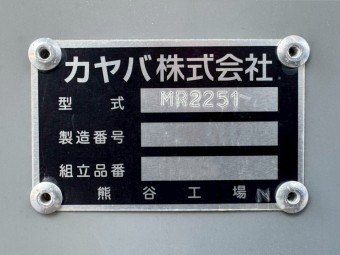 カヤバ株式会社
型式 MR2251
製造番号
組立品番
熊谷工場 N